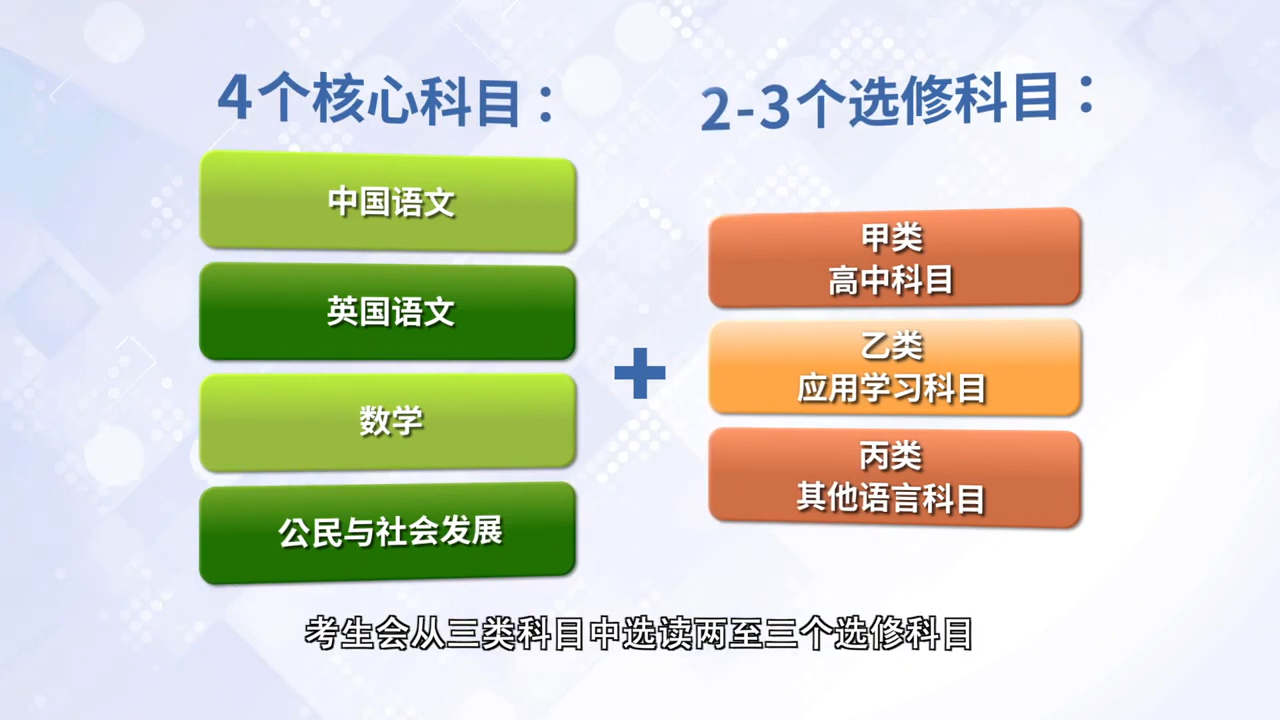 4个核心科目：
中国语文
英国语文
数学
公民与社会发展
2-3个选修科目：
甲类
高中科目
乙类
应用学习科目
丙类
其他语言科目
考生会从三类科目中选读两至三个选修科目